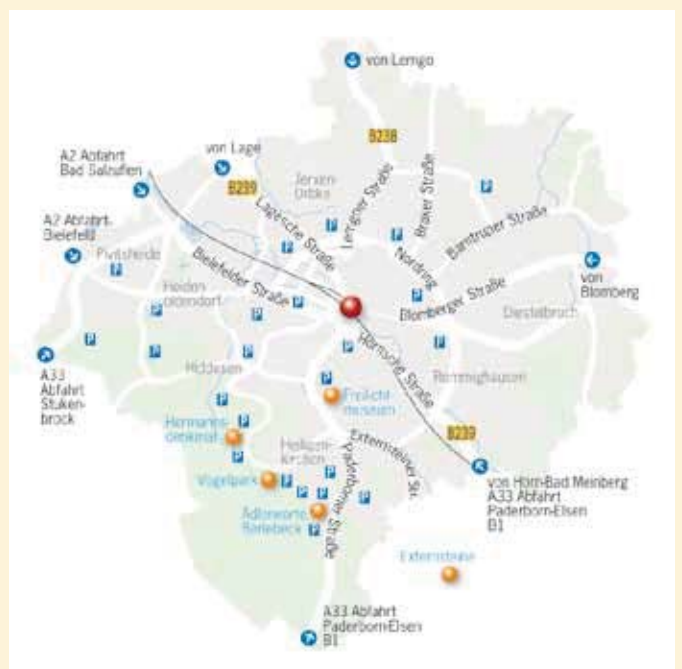 von Lemgo
B238
A2 Abfahrt
Bad Salzuflen
von Lage
B239
Jerxen-
Orbke
Lagesche Straße
Lemgoer Straße
Braker Straße
Barntruper Straße
Nordring
A2 Abfahrt
Bielefeld
Pivitsheide
Heiden-
oldendorf
Bielefelder Straße
Blomberger Straße
von
Blomberg
Diestelbruch
A33
Abfahrt
Stuken-
brock
Hiddesen
Hornsche Straße
Remmighausen
Freilicht-
museum
Hermanns-
denkmal
Heiligen-
kirchen
Externsteiner Str.
B239
Vogelpark
Paderborner Straße
von Horn-Bad Meinberg
A33 Abfahrt
Paderborn-Elsen
B1
Adlerwarte
Berlebeck
Externsteine
A33 Abfahrt
Paderborn-Elsen
B1